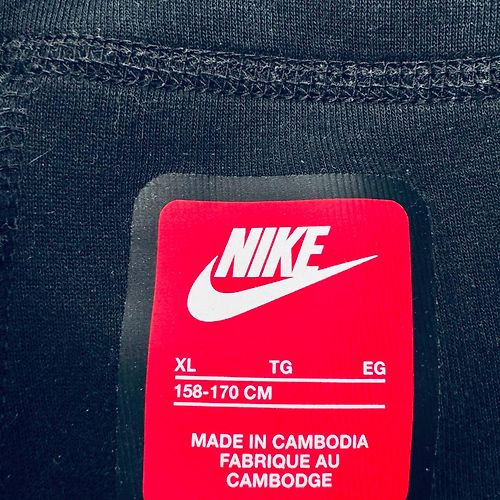 NIKE
XL TG EG
158-170 CM
MADE IN CAMBODIA
FABRIQUE AU
CAMBODGE